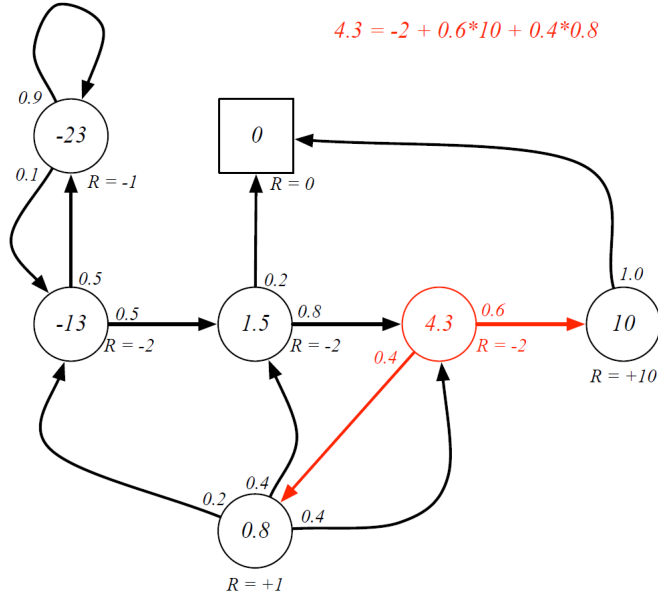 4.3 = -2 + 0.6*10 + 0.4*0.8
0.9
-23
0
0.1
R = -1
R = 0
0.5
0.2
1.0
-13
0.5
1.5
0.8
4.3
0.6
10
R = -2
R = -2
0.4
R = -2
R = +10
0.2
0.4
0.8
0.4
R = +1